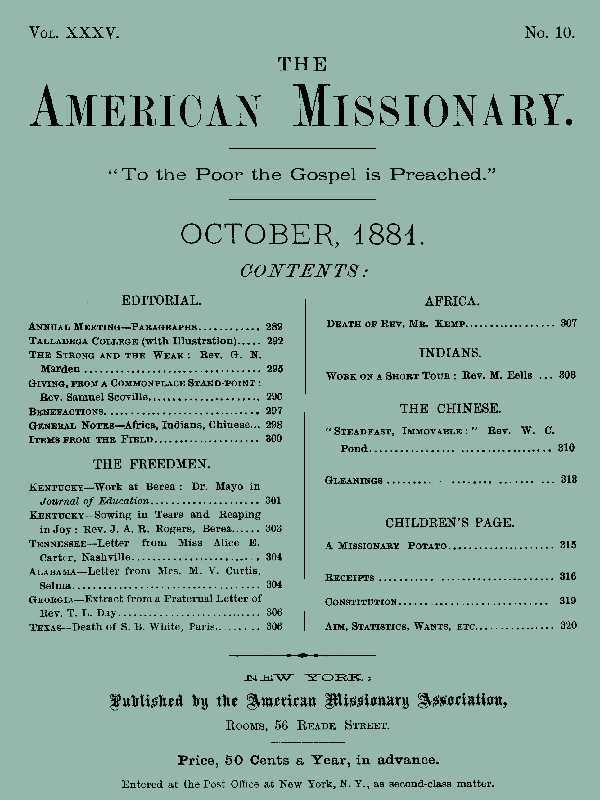 VOL. XXXV.
No. 10.
THE
AMERICAN MISSIONARY.
“To the Poor the Gospel is Preached.”
OCTOBER, 1881.
CONTENTS:
EDITORIAL.
ANNUAL MEETING—PARAGRAPHS............ 289
TALLADEGA COLLEGE (with Illustration)..... 292
THE STRONG AND THE WEAK: Rev. G. N.
Marden ................................ 295
GIVING, FROM A COMMONPLACE STAND-POINT:
Rev. Samuel Scoville..................... 296
BENEFACTIONS............................ 297
GENERAL NOTES—Africa, Indians, Chinese... 298
ITEMS FROM THE FIELD.................... 300
THE FREEDMEN.
KENTUCKY—Work at Berea: Dr. Mayo in
Journal of Education..................... 301
KENTUCKY—Sowing in Tears and Reaping
in Joy: Rev. J. A. R. Rogers, Berea...... 303
TENNESSEE—Letter from Miss Alice E.
Carter, Nashville........................ 304
ALABAMA—Letter from Mrs. M. V. Curtis,
Selma................................... 304
GEORGIA—Extract from a Fraternal Letter of
Rev. T. L. Day........................... 306
TEXAS—Death of S. B. White, Paris......... 306
AFRICA.
DEATH OF REV. MR. KEMP.................. 307
INDIANS.
WORK ON A SHORT TOUR: Rev. M. Eells ... 308
THE CHINESE.
“STEADFAST, IMMOVABLE:” Rev. W. C.
Pond................. .................. 310
GLEANINGS ......... . ........ ....... ... 313
CHILDREN'S PAGE.
A MISSIONARY POTATO.................... 315
RECEIPTS ........... ..................... 316
CONSTITUTION...... .................... 319
AIM, STATISTICS, WANTS, ETC............... 320
NEW YORK:
Published by the American Missionary Association,
ROOMS, 56 READE STREET.
Price, 50 Cents a Year, in advance.
Entered at the Post Office at New York, N. Y., as second-class matter.